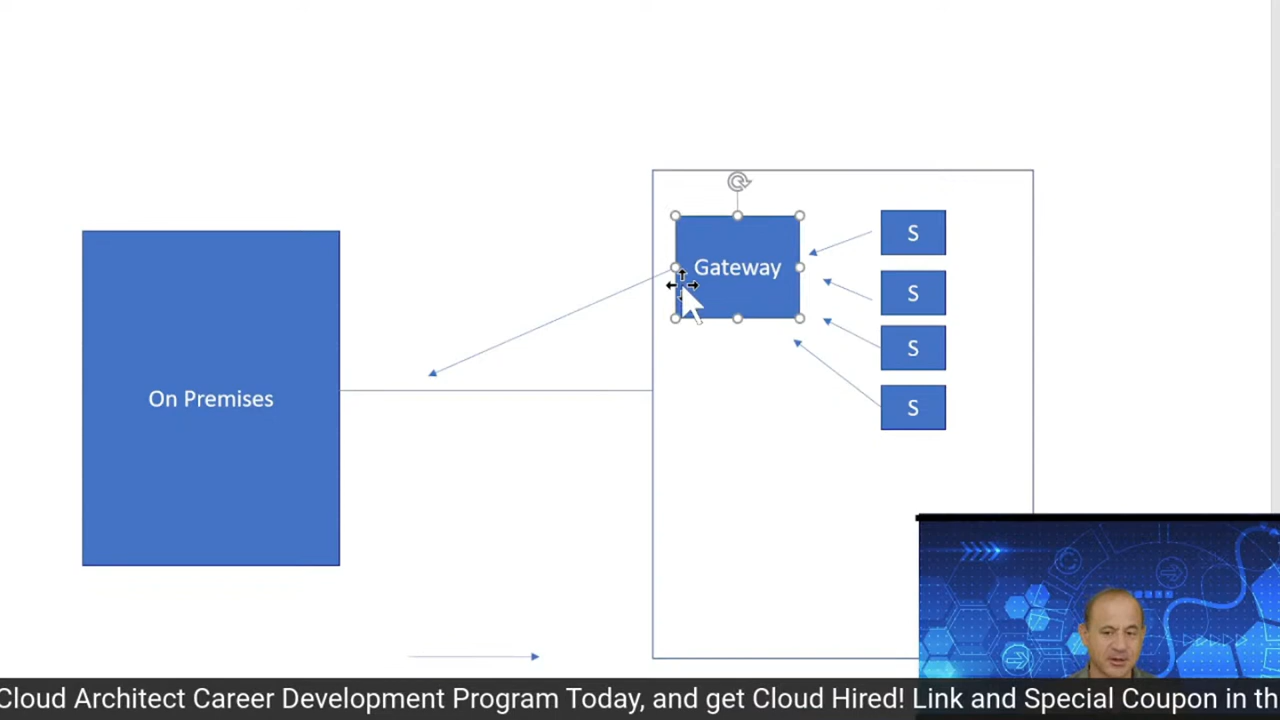 Gateway
S
S
S
S
On Premises
Cloud Architect Career Development Program Today, and get Cloud Hired! Link and Special Coupon in th